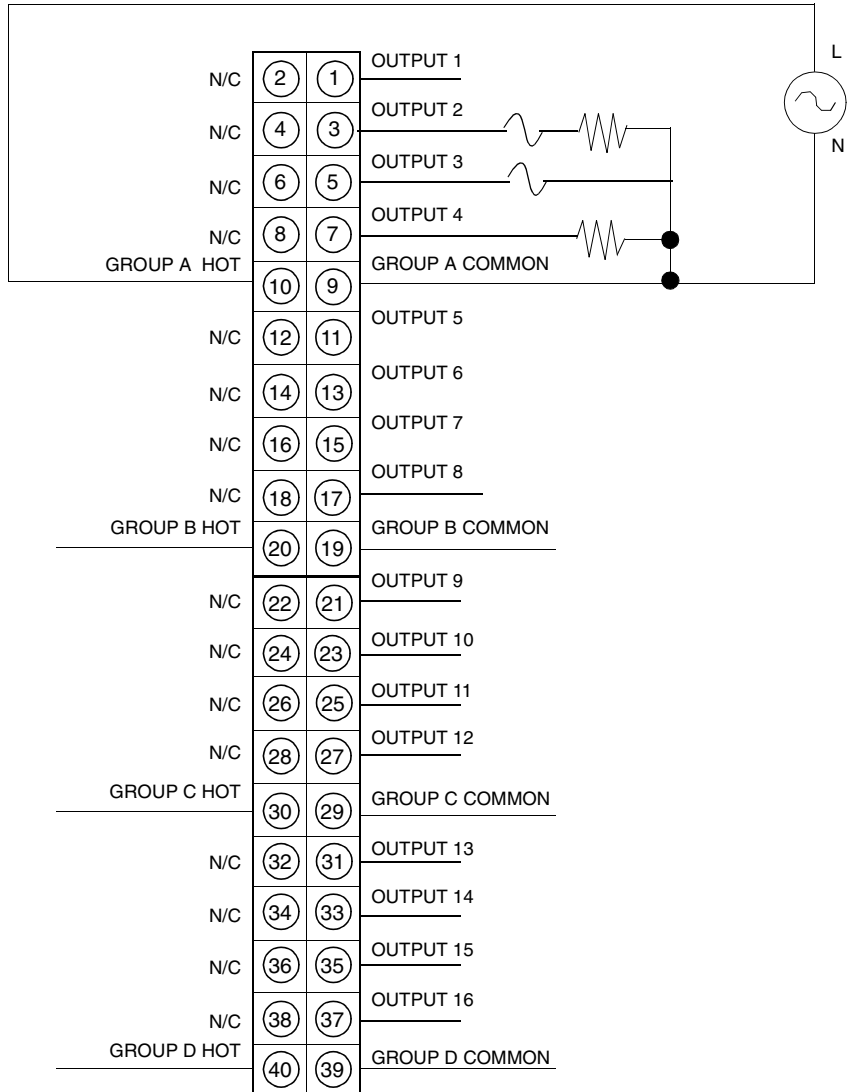 L
OUTPUT 1
N/C 2 1
OUTPUT 2
N/C 4 3
N
OUTPUT 3
N/C 6 5
OUTPUT 4
N/C 8 7
GROUP A HOT GROUP A COMMON
10 9
OUTPUT 5
N/C 12 11
OUTPUT 6
N/C 14 13
OUTPUT 7
N/C 16 15
OUTPUT 8
N/C 18 17
GROUP B HOT GROUP B COMMON
20 19
OUTPUT 9
N/C 22 21
OUTPUT 10
N/C 24 23
OUTPUT 11
N/C 26 25
OUTPUT 12
N/C 28 27
GROUP C HOT GROUP C COMMON
30 29
OUTPUT 13
N/C 32 31
OUTPUT 14
N/C 34 33
OUTPUT 15
N/C 36 35
OUTPUT 16
N/C 38 37
GROUP D HOT GROUP D COMMON
40 39